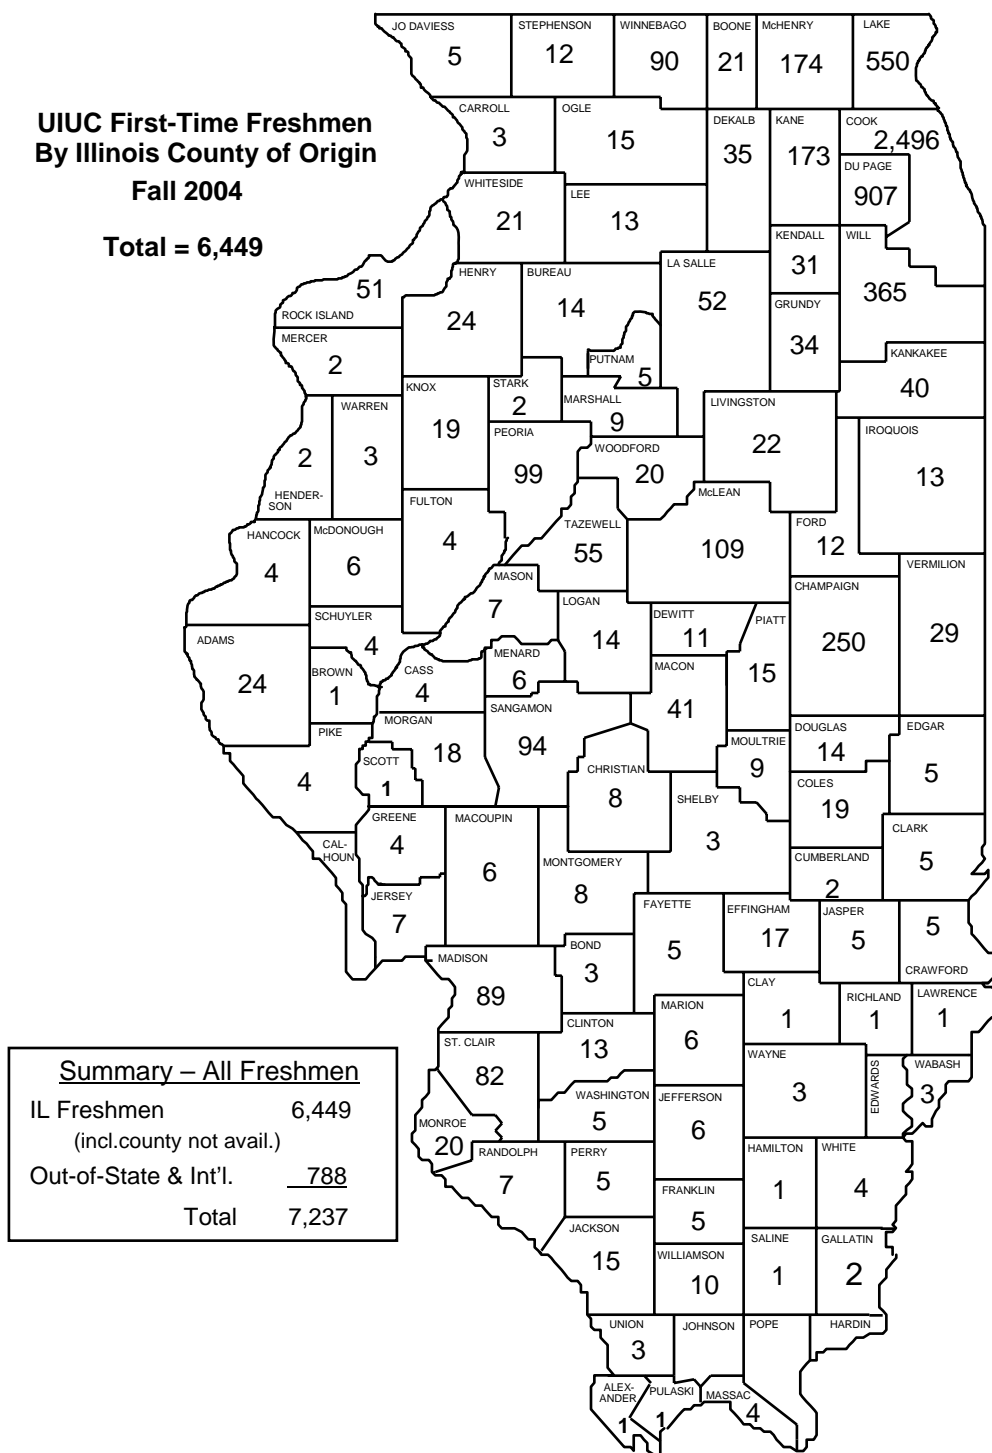 UIUC First-Time Freshmen
By Illinois County of Origin
Fall 2004
Total = 6,449
JO DAVIESS
5
STEPHENSON
12
WINNEBAGO
90
BOONE
21
McHENRY
174
LAKE
550
CARROLL
3
OGLE
15
DEKALB
35
KANE
173
COOK
2,496
DU PAGE
907
WHITESIDE
21
LEE
13
KENDALL
31
WILL
365
ROCK ISLAND
51
HENRY
24
BUREAU
14
LA SALLE
52
GRUNDY
34
MERCER
2
PUTNAM
5
KANKAKEE
40
KNOX
19
STARK
2
MARSHALL
9
LIVINGSTON
22
WARREN
3
HENDER-
SON
2
PEORIA
99
WOODFORD
20
IROQUOIS
13
McLEAN
109
FULTON
4
TAZEWELL
55
FORD
12
HANCOCK
4
McDONOUGH
6
VERMILION
29
MASON
7
CHAMPAIGN
250
LOGAN
14
DEWITT
11
PIATT
15
SCHUYLER
4
ADAMS
24
BROWN
1
CASS
4
MENARD
6
MACON
41
SANGAMON
94
MORGAN
18
PIKE
4
SCOTT
1
CHRISTIAN
8
MOULTRIE
9
DOUGLAS
14
EDGAR
5
COLES
19
SHELBY
3
GREENE
4
MACOUPIN
6
CAL-
HOUN
MONTGOMERY
8
CLARK
5
CUMBERLAND
2
JERSEY
7
FAYETTE
5
EFFINGHAM
17
JASPER
5
5
CRAWFORD
MADISON
89
BOND
3
CLAY
1
RICHLAND
1
LAWRENCE
1
MARION
6
CLINTON
13
ST. CLAIR
82
WAYNE
3
EDWARDS
WABASH
3
WASHINGTON
5
JEFFERSON
6
MONROE
20
RANDOLPH
7
PERRY
5
HAMILTON
1
WHITE
4
FRANKLIN
5
JACKSON
15
WILLIAMSON
10
SALINE
1
GALLATIN
2
UNION
3
JOHNSON
POPE
HARDIN
ALEX-
ANDER
1
PULASKI
1
MASSAC
4
Summary – All Freshmen
IL Freshmen 6,449
(incl.county not avail.)
Out-of-State & Int'l. 788
Total 7,237